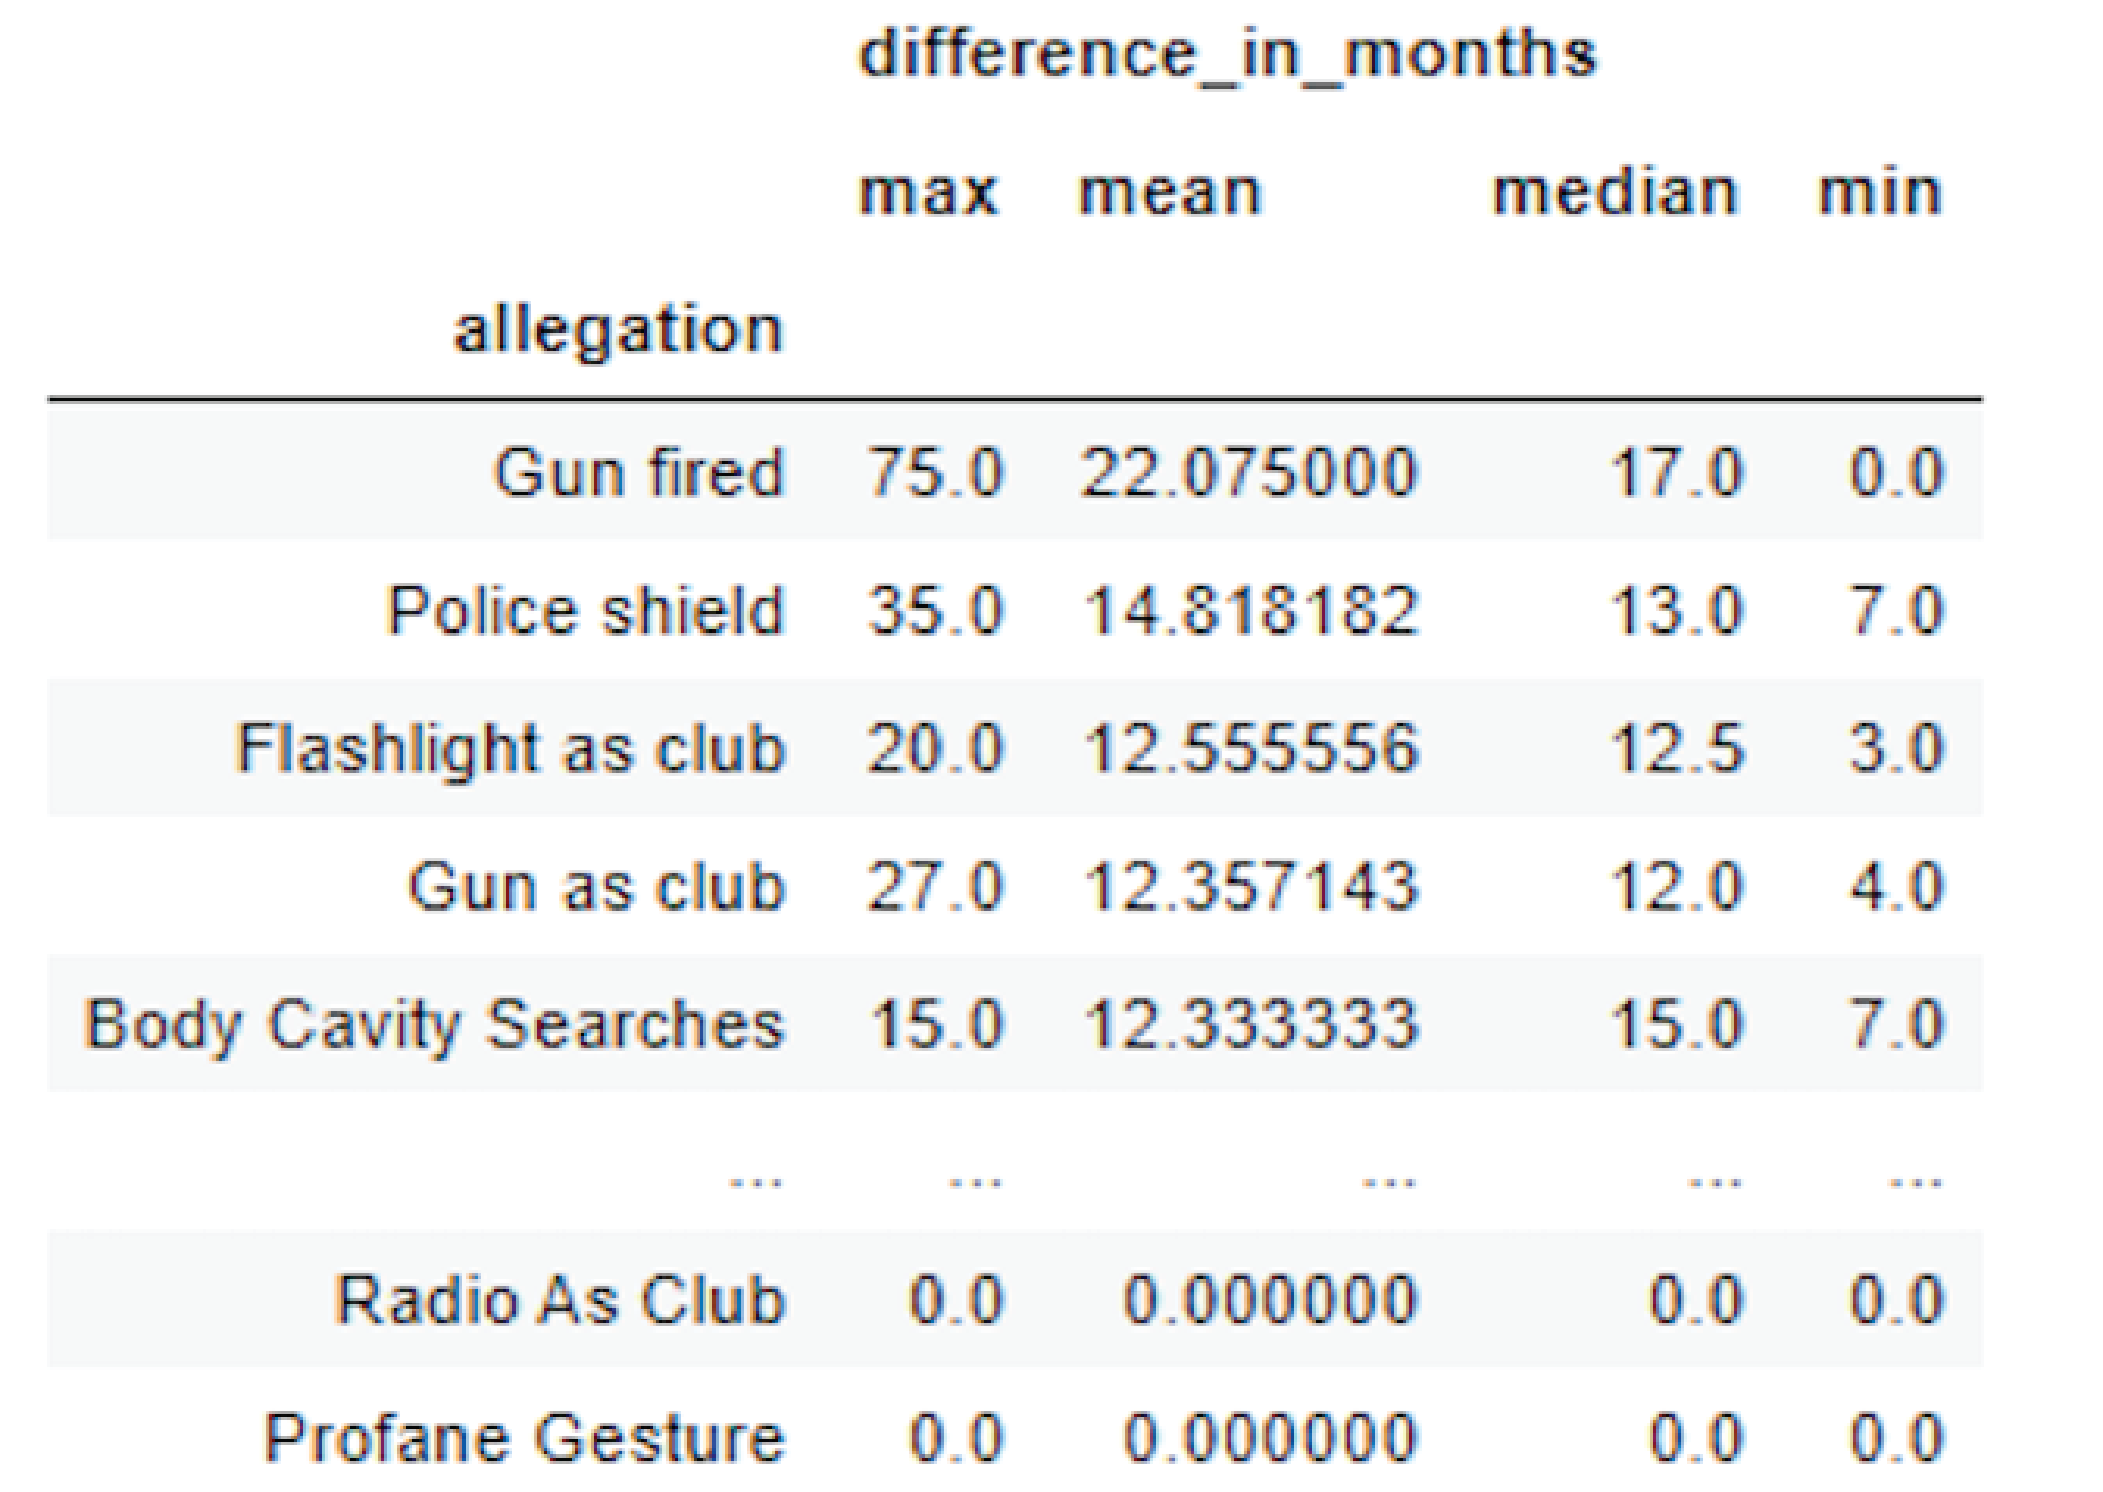 difference_in_months
max mean median min
allegation
Gun fired 75.0 22.075000 17.0 0.0
Police shield 35.0 14.818182 13.0 7.0
Flashlight as club 20.0 12.555556 12.5 3.0
Gun as club 27.0 12.357143 12.0 4.0
Body Cavity Searches 15.0 12.333333 15.0 7.0
... ... ... ... ...
Radio As Club 0.0 0.000000 0.0 0.0
Profane Gesture 0.0 0.000000 0.0 0.0